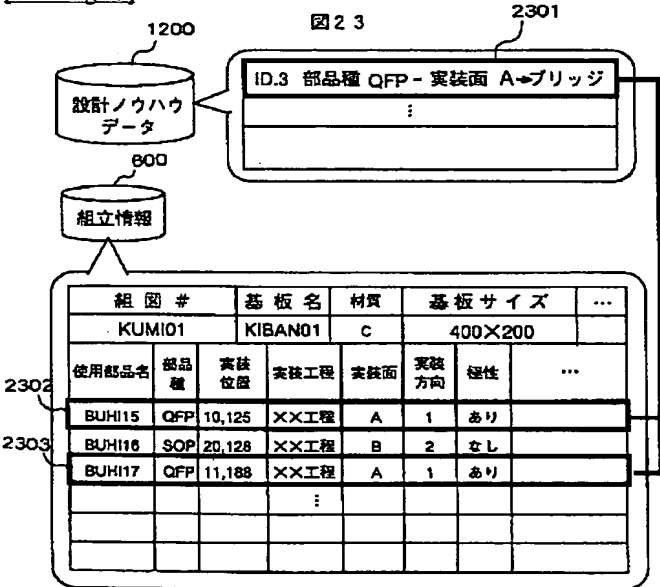 図23
2301
1200
ID.3 部品種 QFP - 実装面 A→ブリッジ
⋮
設計ノウハウ
データ
600
組立情報
組図 # 基板名 材質 基板サイズ ...
KUMI01 KIBAN01 C 400×200
使用部品名 部品種 実装位置 実装工程 実装面 実装方向 極性 ...
2302
BUHI15 QFP 10,125 ××工程 A 1 あり
BUHI16 SOP 20,128 ××工程 B 2 なし
2303
BUHI17 QFP 11,188 ××工程 A 1 あり
⋮